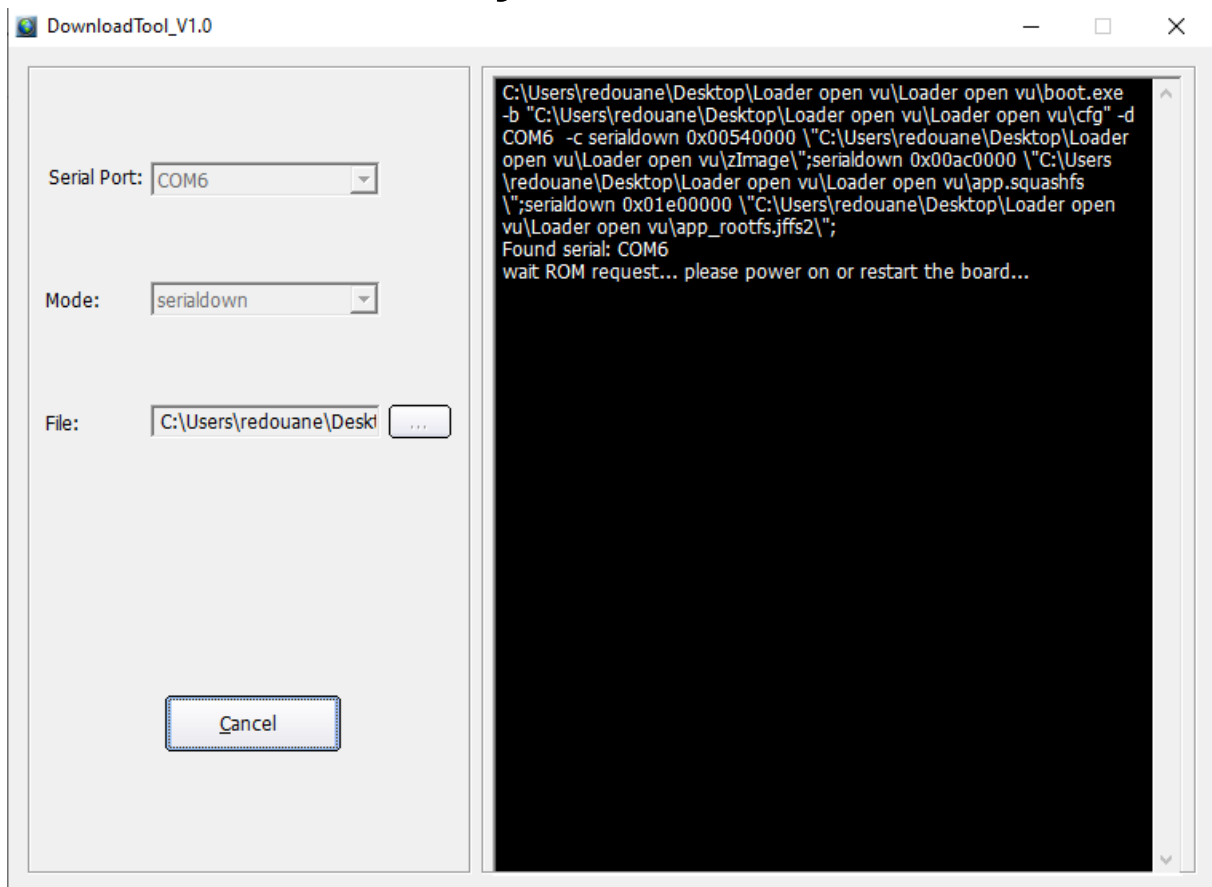 DownloadTool_V1.0
Serial Port:
COM6
Mode:
serialdown
File:
C:\Users\redouane\Deskt
...
Cancel
C:\Users\redouane\Desktop\Loader open vu\Loader open vu\boot.exe
-b "C:\Users\redouane\Desktop\Loader open vu\Loader open vu\cfg" -d
COM6  -c serialdown 0x00540000 \"C:\Users\redouane\Desktop\Loader
open vu\Loader open vu\zImage\";serialdown 0x00ac0000 \"C:\Users
\redouane\Desktop\Loader open vu\Loader open vu\app.squashfs
\";serialdown 0x01e00000 \"C:\Users\redouane\Desktop\Loader open
vu\Loader open vu\app_rootfs.jffs2\";
Found serial: COM6
wait ROM request... please power on or restart the board...